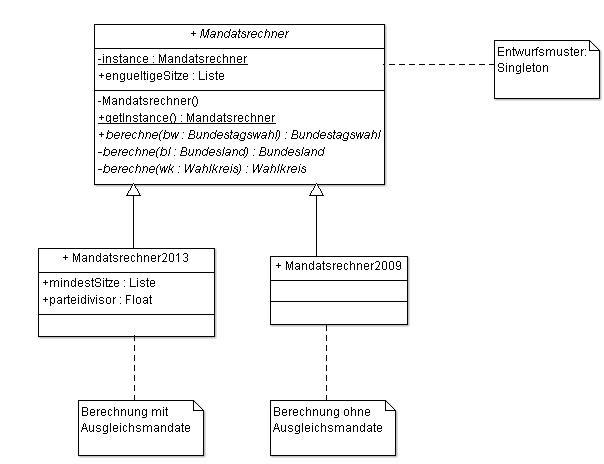 + Mandatsrechner
-instance : Mandatsrechner
+engueltigeSitze : Liste
-Mandatsrechner()
+getInstance() : Mandatsrechner
+berechne(bw : Bundestagswahl) : Bundestagswahl
-berechne(bl : Bundesland) : Bundesland
-berechne(wk : Wahlkreis) : Wahlkreis
Entwurfsmuster:
Singleton
+ Mandatsrechner2013
+mindestSitze : Liste
+parteidivisor : Float
+ Mandatsrechner2009
Berechnung mit
Ausgleichsmandate
Berechnung ohne
Ausgleichsmandate